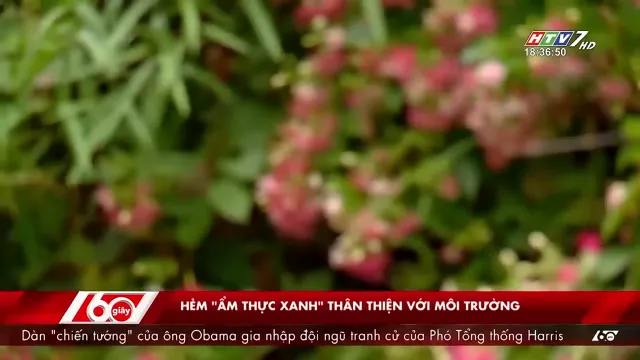 HTV7 HD
18:36:50
60 giây
HẺM "ẨM THỰC XANH" THÂN THIỆN VỚI MÔI TRƯỜNG
Dàn "chiến tướng" của ông Obama gia nhập đội ngũ tranh cử của Phó Tổng thống Harris
60